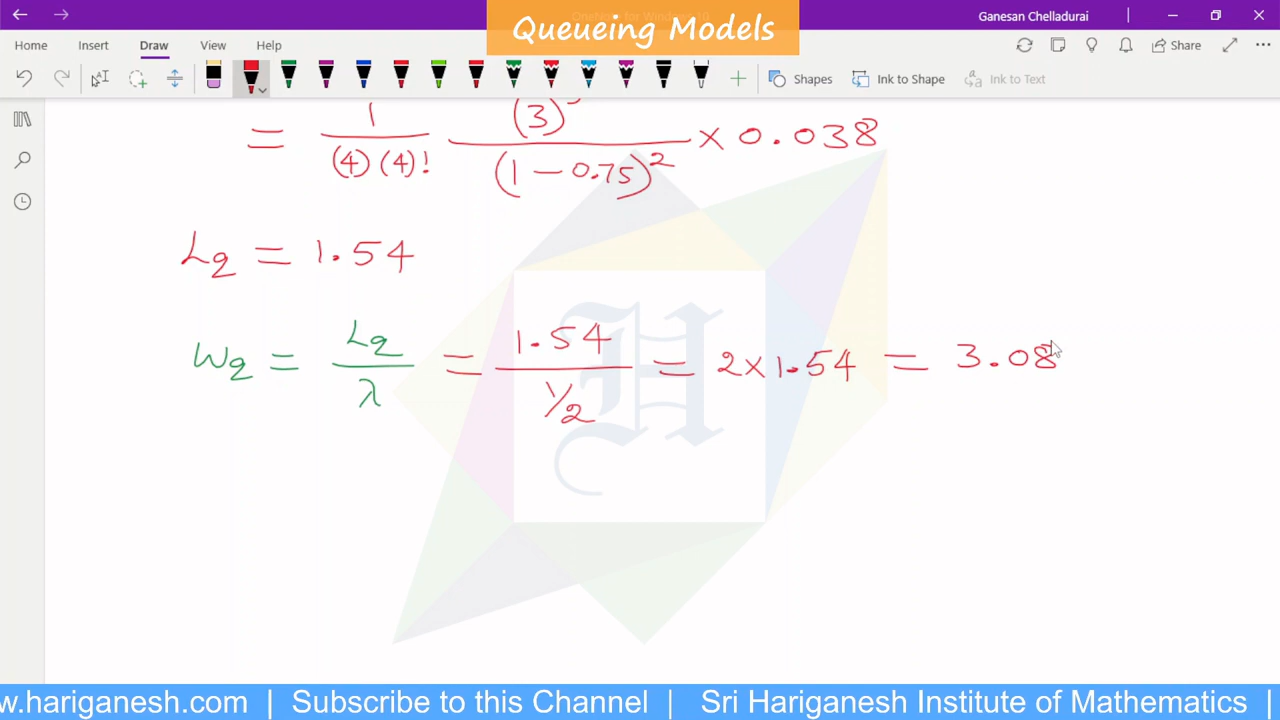 Queueing Models
Ganesan Chelladurai
Home Insert Draw View Help
Share
Shapes Ink to Shape Ink to Text
= 1/(4)(4)! (3)/(1 - 0.75)² × 0.038
Lq = 1.54
Wq = Lq/λ = 1.54/½ = 2×1.54 = 3.08
H
w.hariganesh.com | Subscribe to this Channel | Sri Hariganesh Institute of Mathematics |